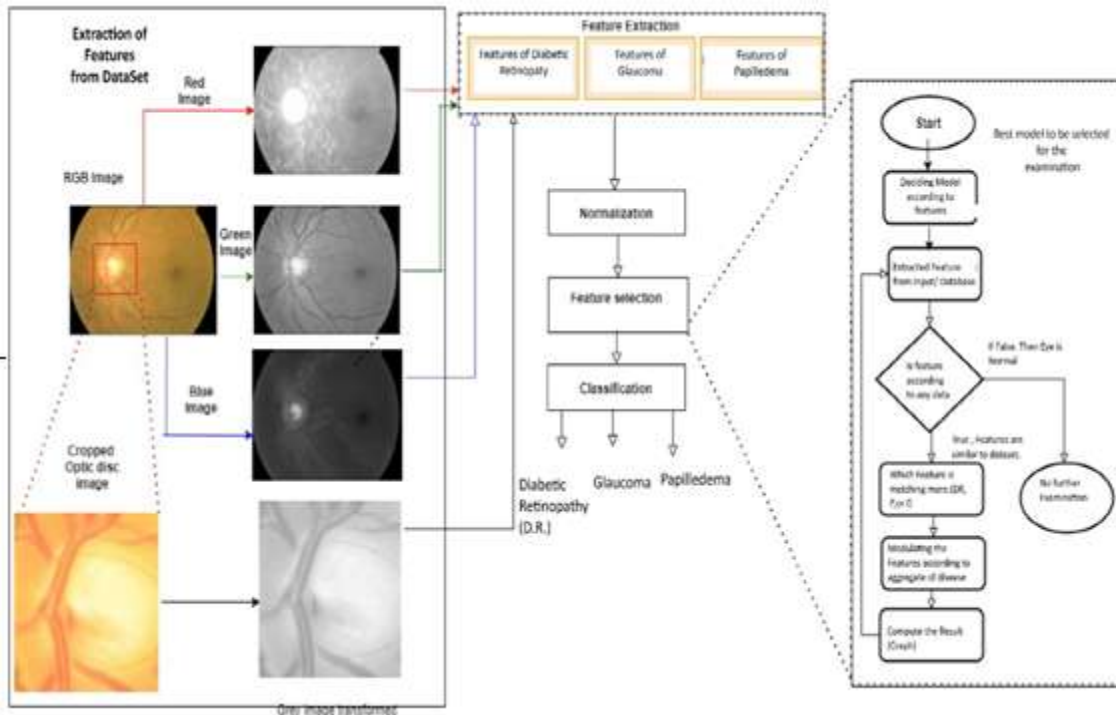 Extraction of
Features
from DataSet
Red
Image
RGB Image
Green
Image
Blue
Image
Cropped
Optic disc
image
Grey image transformed
Feature Extraction
Features of Diabetic
Retinopaty
Features of
Glaucoma
Features of
Papilledema
Normalization
Feature selection
Classification
Diabetic
Retinopathy
(D.R.)
Glaucoma
Papilledema
Best model to be selected
for the
examination
Start
Deciding Model
according to
features
Extracted Feature
from input/ database
Is feature
according
to any data
If False. Then Eye is
Normal
True , Features are
similar to dataset.
No further
Examination
Which Feature is
matching more (DR,
Modulating the
Features according to
aggregate of disease
Compute the Result
(Graph)